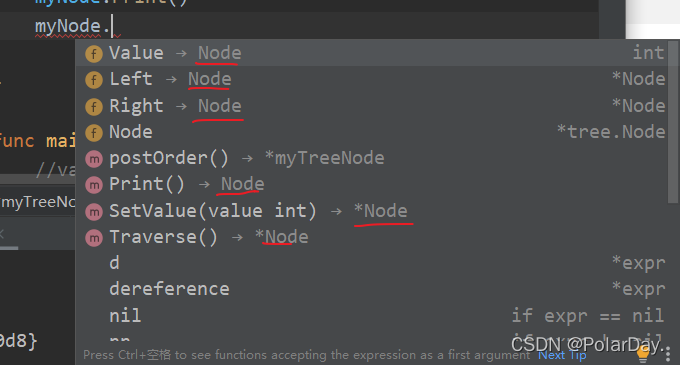 myNode.Print()
myNode.
Value → Node int
Left → Node *Node
Right → Node *Node
Node *tree.Node
func mai
postOrder() → *myTreeNode
//va
Print() → Node
myTreeNo
SetValue(value int) → *Node
Traverse() → *Node
d *expr
dereference *expr
nil if expr == nil
0d8}
Press Ctrl+空格 to see functions accepting the expression as a first argument Next Tip
CSDN @PolarDay.